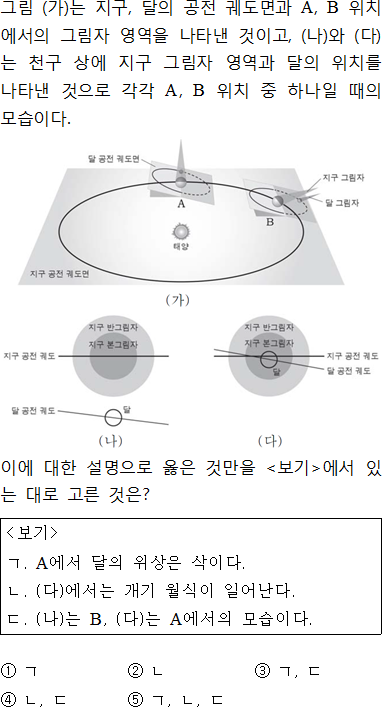 그림 (가)는 지구, 달의 공전 궤도면과 A, B 위치
에서의 그림자 영역을 나타낸 것이고, (나)와 (다)
는 천구 상에 지구 그림자 영역과 달의 위치를
나타낸 것으로 각각 A, B 위치 중 하나일 때의
모습이다.
달 공전 궤도면
지구 그림자
달 그림자
A
B
태양
지구 공전 궤도면
(가)
지구 반그림자
지구 본그림자
지구 공전 궤도
달 공전 궤도
달
(나)
지구 반그림자
지구 본그림자
지구 공전 궤도
달 공전 궤도
달
(다)
이에 대한 설명으로 옳은 것만을 <보기>에서 있
는 대로 고른 것은?
<보기>
ㄱ. A에서 달의 위상은 삭이다.
ㄴ. (다)에서는 개기 월식이 일어난다.
ㄷ. (나)는 B, (다)는 A에서의 모습이다.
① ㄱ ② ㄴ ③ ㄱ, ㄷ
④ ㄴ, ㄷ ⑤ ㄱ, ㄴ, ㄷ